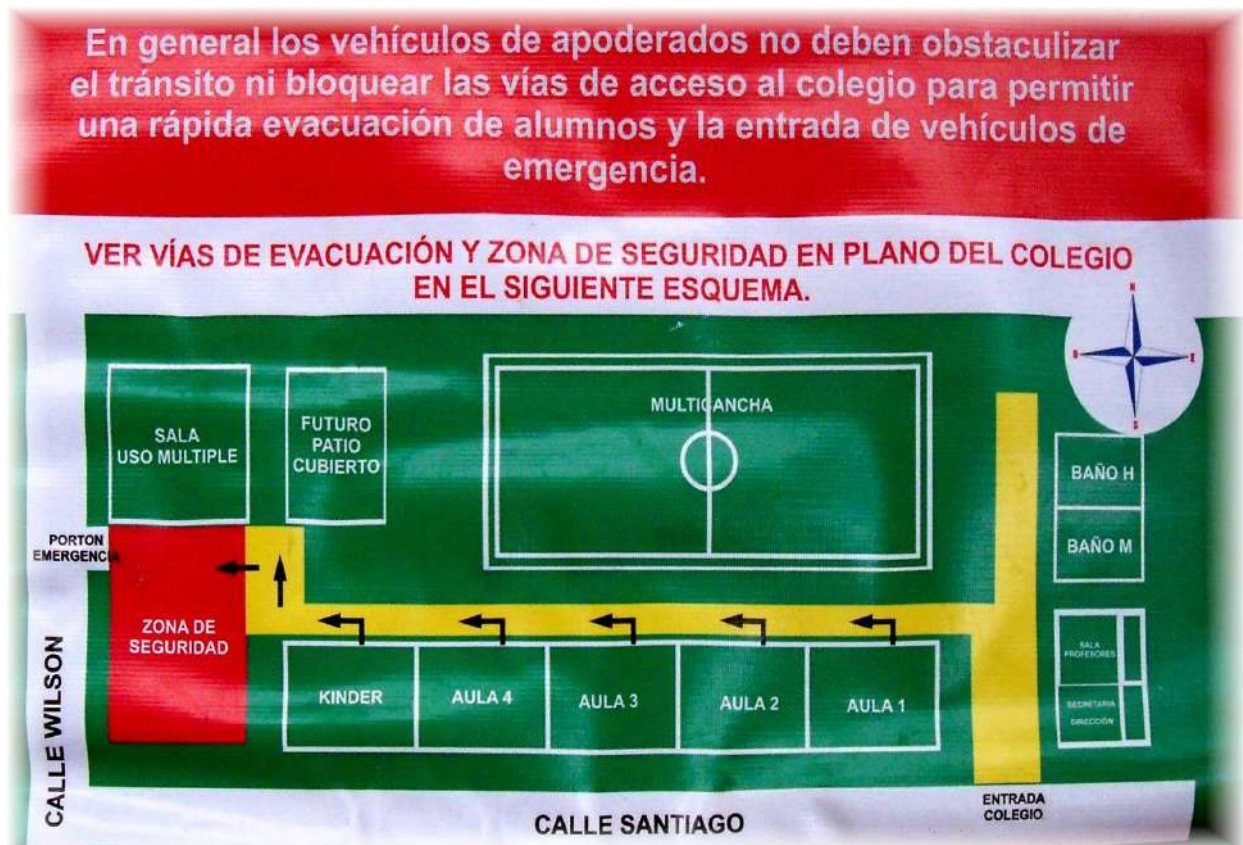 En general los vehículos de apoderados no deben obstaculizar
el tránsito ni bloquear las vías de acceso al colegio para permitir
una rápida evacuación de alumnos y la entrada de vehículos de
emergencia.
VER VÍAS DE EVACUACIÓN Y ZONA DE SEGURIDAD EN PLANO DEL COLEGIO
EN EL SIGUIENTE ESQUEMA.
N
O
E
S
SALA
USO MULTIPLE
FUTURO
PATIO
CUBIERTO
MULTICANCHA
BAÑO H
BAÑO M
PORTON
EMERGENCIA
ZONA DE
SEGURIDAD
SALA
PROFESORES
SECRETARIA
DIRECCIÓN
KINDER
AULA 4
AULA 3
AULA 2
AULA 1
CALLE WILSON
ENTRADA
COLEGIO
CALLE SANTIAGO